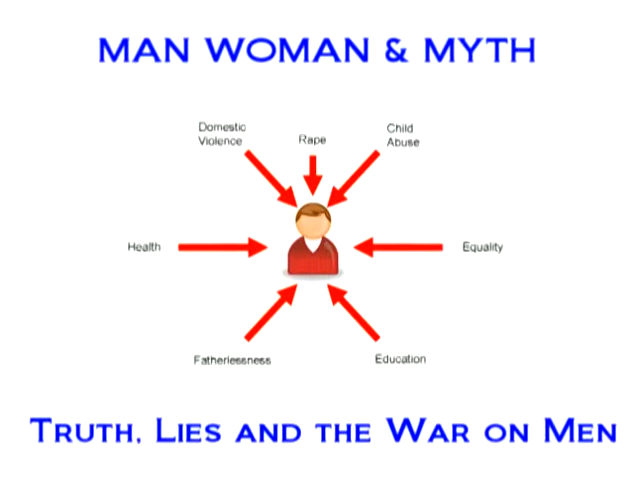 MAN WOMAN & MYTH
Domestic
Violence
Rape
Child
Abuse
Health
Equality
Fatherlessness
Education
TRUTH, LIES AND THE WAR ON MEN